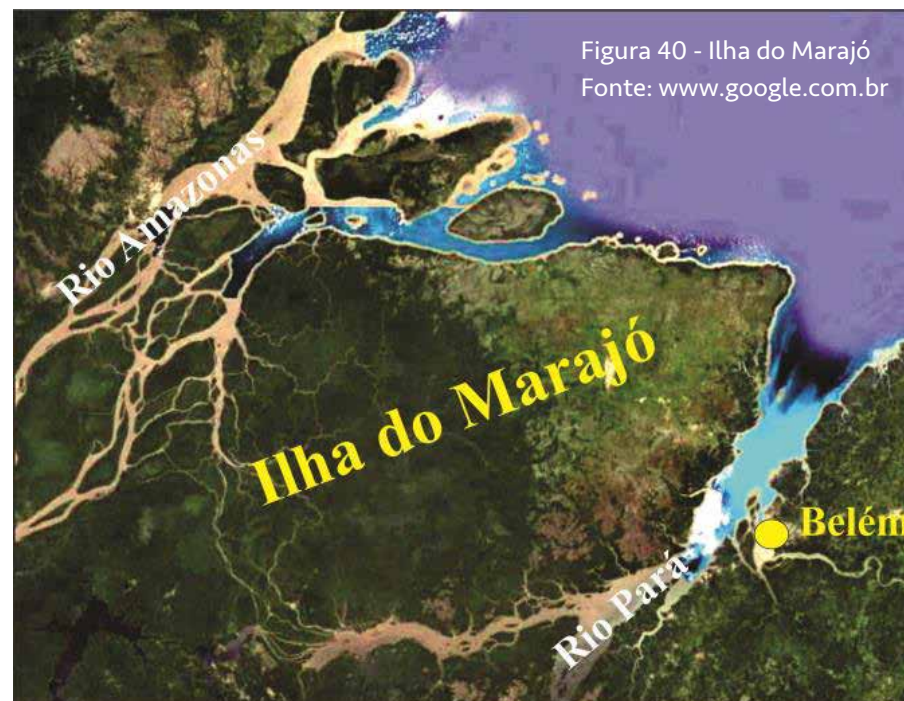 Figura 40 - Ilha do Marajó
Fonte: www.google.com.br
Rio Amazonas
Ilha do Marajó
Belém
Rio Pará